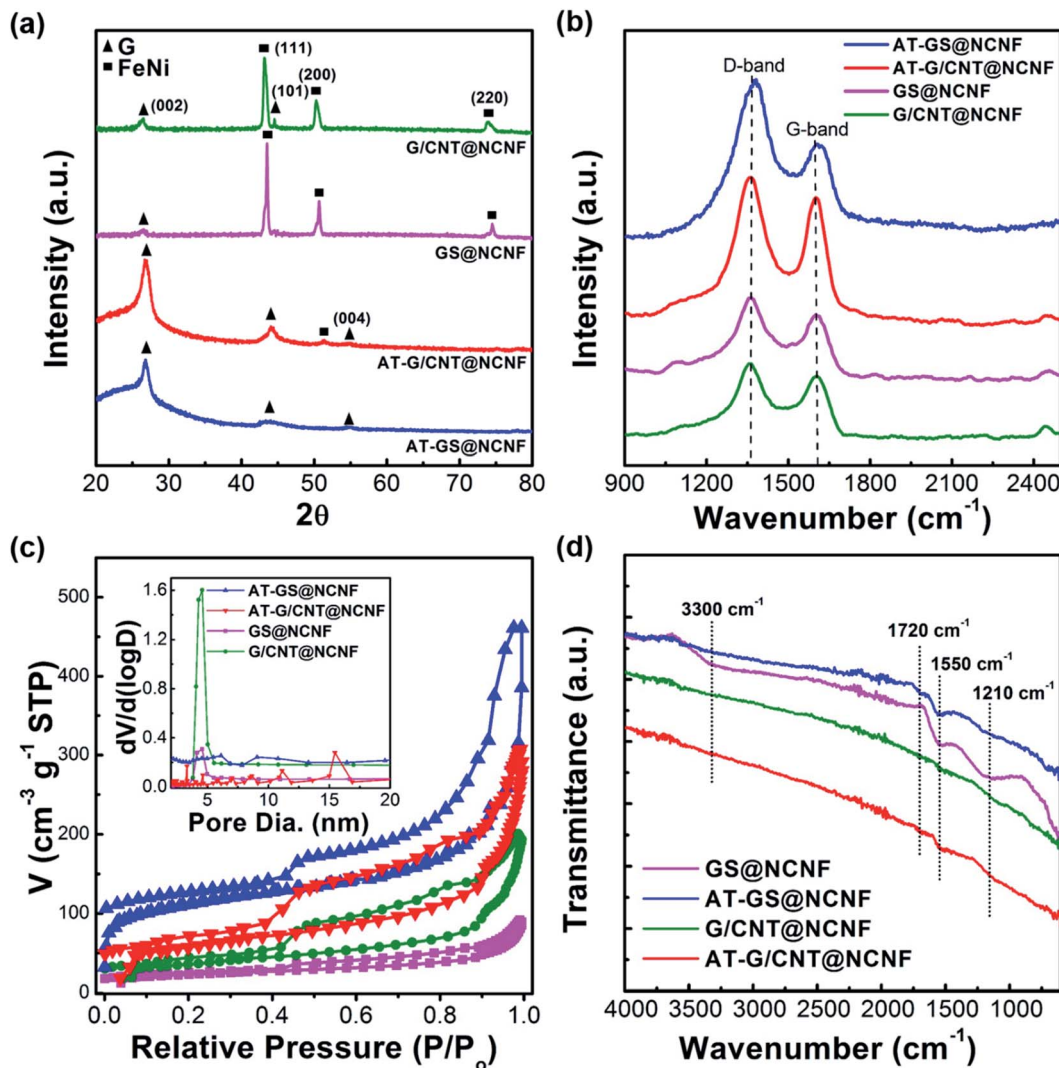 (a)
▲ G
■ FeNi
(002)
(111)
(101)
(200)
(220)
G/CNT@NCNF
GS@NCNF
(004)
AT-G/CNT@NCNF
AT-GS@NCNF
Intensity (a.u.)
20 30 40 50 60 70 80
2θ
(b)
AT-GS@NCNF
AT-G/CNT@NCNF
GS@NCNF
G/CNT@NCNF
D-band
G-band
Intensity (a.u.)
900 1200 1500 1800 2100 2400
Wavenumber (cm⁻¹)
(c)
500
400
300
200
100
0
V (cm⁻³ g⁻¹ STP)
0.0 0.2 0.4 0.6 0.8 1.0
Relative Pressure (P/Pₒ)
1.6
1.2
0.8
0.4
0.0
dV/d(logD)
5 10 15 20
Pore Dia. (nm)
AT-GS@NCNF
AT-G/CNT@NCNF
GS@NCNF
G/CNT@NCNF
(d)
3300 cm⁻¹
1720 cm⁻¹
1550 cm⁻¹
1210 cm⁻¹
GS@NCNF
AT-GS@NCNF
G/CNT@NCNF
AT-G/CNT@NCNF
Transmittance (a.u.)
4000 3500 3000 2500 2000 1500 1000
Wavenumber (cm⁻¹)